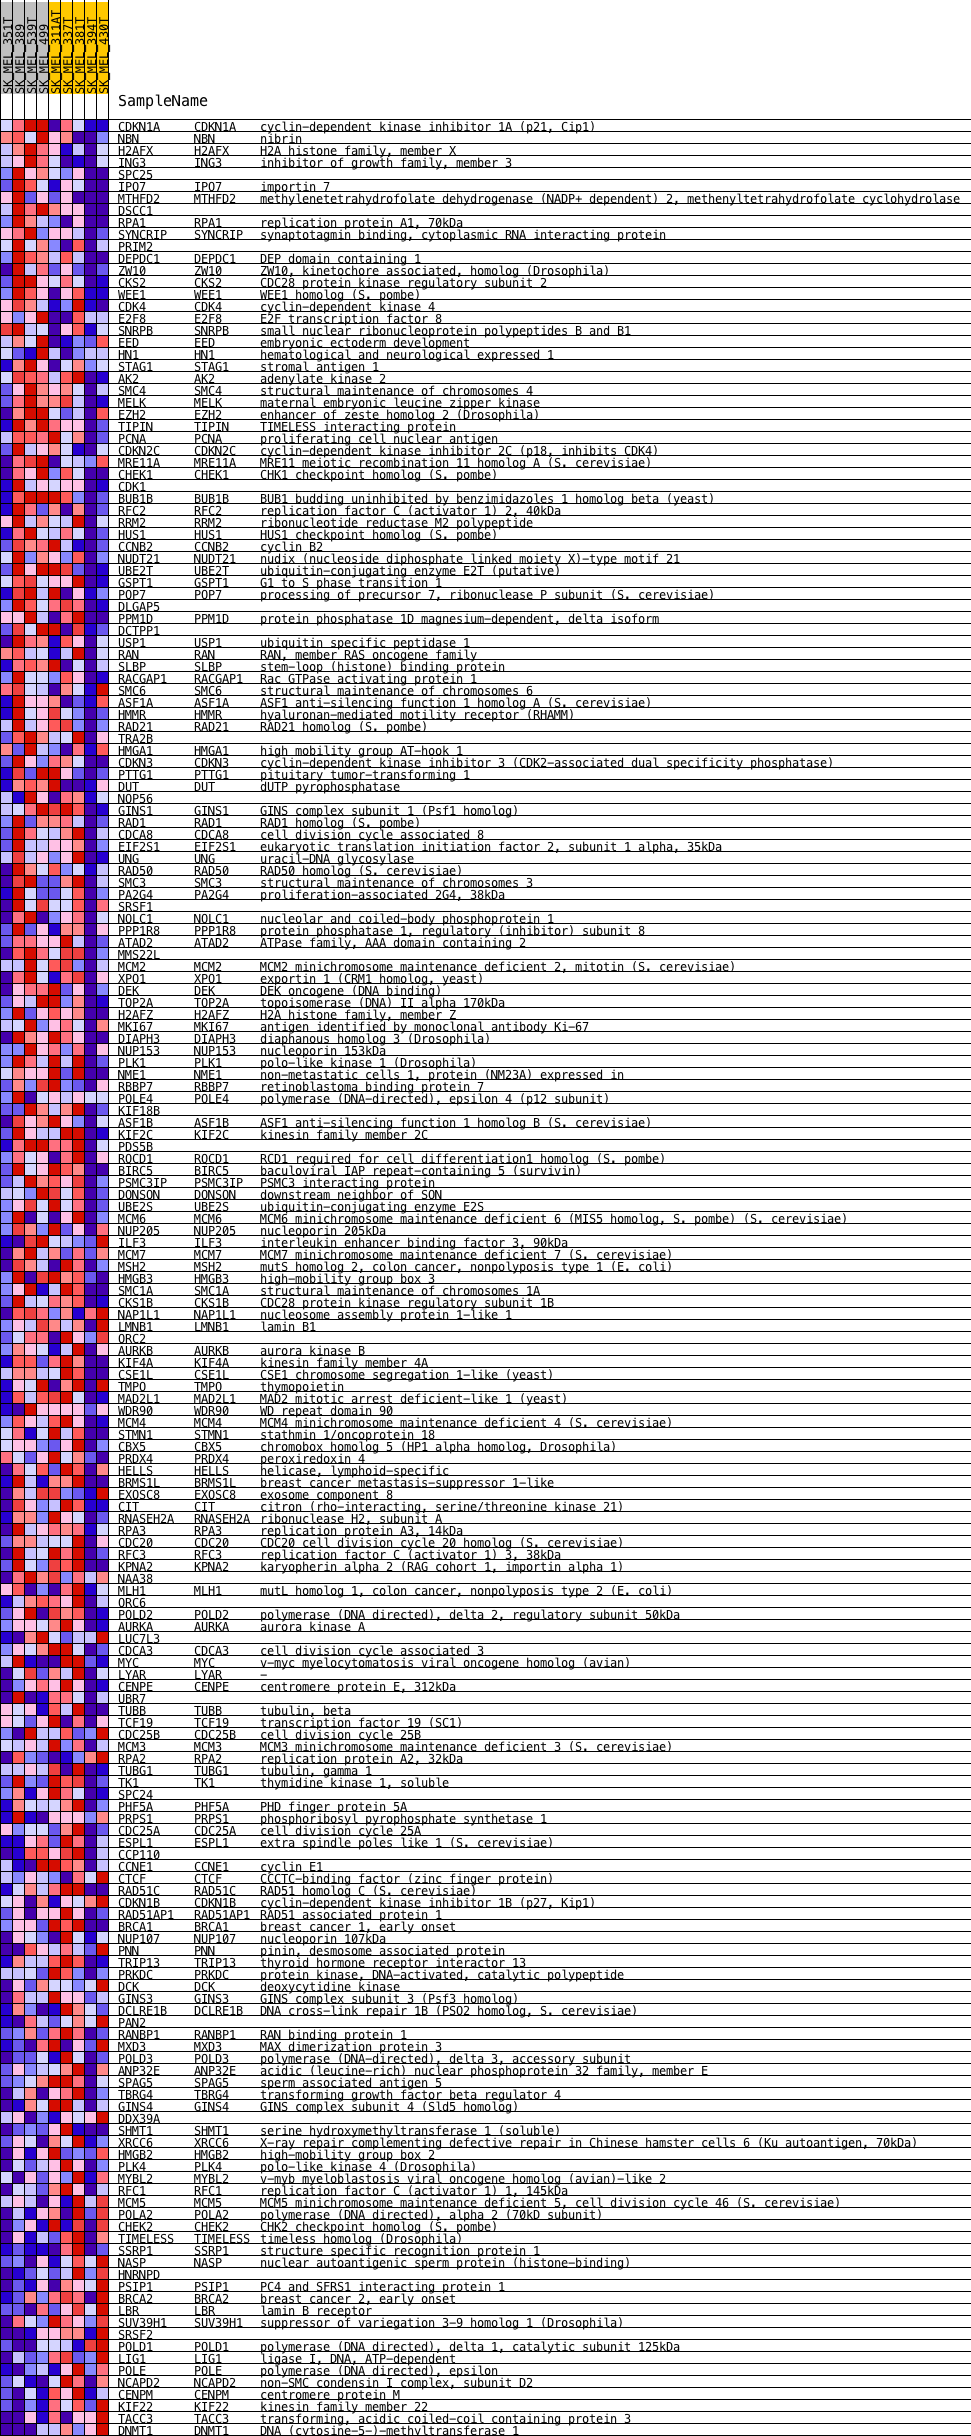 SK_MEL_351T
SK_MEL_389
SK_MEL_539T
SK_MEL_499
SK_MEL_311AT
SK_MEL_337T
SK_MEL_381T
SK_MEL_394T
SK_MEL_430T
SampleName
CDKN1A CDKN1A cyclin-dependent kinase inhibitor 1A (p21, Cip1)
NBN NBN nibrin
H2AFX H2AFX H2A histone family, member X
ING3 ING3 inhibitor of growth family, member 3
SPC25
IPO7 IPO7 importin 7
MTHFD2 MTHFD2 methylenetetrahydrofolate dehydrogenase (NADP+ dependent) 2, methenyltetrahydrofolate cyclohydrolase
DSCC1
RPA1 RPA1 replication protein A1, 70kDa
SYNCRIP SYNCRIP synaptotagmin binding, cytoplasmic RNA interacting protein
PRIM2
DEPDC1 DEPDC1 DEP domain containing 1
ZW10 ZW10 ZW10, kinetochore associated, homolog (Drosophila)
CKS2 CKS2 CDC28 protein kinase regulatory subunit 2
WEE1 WEE1 WEE1 homolog (S. pombe)
CDK4 CDK4 cyclin-dependent kinase 4
E2F8 E2F8 E2F transcription factor 8
SNRPB SNRPB small nuclear ribonucleoprotein polypeptides B and B1
EED EED embryonic ectoderm development
HN1 HN1 hematological and neurological expressed 1
STAG1 STAG1 stromal antigen 1
AK2 AK2 adenylate kinase 2
SMC4 SMC4 structural maintenance of chromosomes 4
MELK MELK maternal embryonic leucine zipper kinase
EZH2 EZH2 enhancer of zeste homolog 2 (Drosophila)
TIPIN TIPIN TIMELESS interacting protein
PCNA PCNA proliferating cell nuclear antigen
CDKN2C CDKN2C cyclin-dependent kinase inhibitor 2C (p18, inhibits CDK4)
MRE11A MRE11A MRE11 meiotic recombination 11 homolog A (S. cerevisiae)
CHEK1 CHEK1 CHK1 checkpoint homolog (S. pombe)
CDK1
BUB1B BUB1B BUB1 budding uninhibited by benzimidazoles 1 homolog beta (yeast)
RFC2 RFC2 replication factor C (activator 1) 2, 40kDa
RRM2 RRM2 ribonucleotide reductase M2 polypeptide
HUS1 HUS1 HUS1 checkpoint homolog (S. pombe)
CCNB2 CCNB2 cyclin B2
NUDT21 NUDT21 nudix (nucleoside diphosphate linked moiety X)-type motif 21
UBE2T UBE2T ubiquitin-conjugating enzyme E2T (putative)
GSPT1 GSPT1 G1 to S phase transition 1
POP7 POP7 processing of precursor 7, ribonuclease P subunit (S. cerevisiae)
DLGAP5
PPM1D PPM1D protein phosphatase 1D magnesium-dependent, delta isoform
DCTPP1
USP1 USP1 ubiquitin specific peptidase 1
RAN RAN RAN, member RAS oncogene family
SLBP SLBP stem-loop (histone) binding protein
RACGAP1 RACGAP1 Rac GTPase activating protein 1
SMC6 SMC6 structural maintenance of chromosomes 6
ASF1A ASF1A ASF1 anti-silencing function 1 homolog A (S. cerevisiae)
HMMR HMMR hyaluronan-mediated motility receptor (RHAMM)
RAD21 RAD21 RAD21 homolog (S. pombe)
TRA2B
HMGA1 HMGA1 high mobility group AT-hook 1
CDKN3 CDKN3 cyclin-dependent kinase inhibitor 3 (CDK2-associated dual specificity phosphatase)
PTTG1 PTTG1 pituitary tumor-transforming 1
DUT DUT dUTP pyrophosphatase
NOP56
GINS1 GINS1 GINS complex subunit 1 (Psf1 homolog)
RAD1 RAD1 RAD1 homolog (S. pombe)
CDCA8 CDCA8 cell division cycle associated 8
EIF2S1 EIF2S1 eukaryotic translation initiation factor 2, subunit 1 alpha, 35kDa
UNG UNG uracil-DNA glycosylase
RAD50 RAD50 RAD50 homolog (S. cerevisiae)
SMC3 SMC3 structural maintenance of chromosomes 3
PA2G4 PA2G4 proliferation-associated 2G4, 38kDa
SRSF1
NOLC1 NOLC1 nucleolar and coiled-body phosphoprotein 1
PPP1R8 PPP1R8 protein phosphatase 1, regulatory (inhibitor) subunit 8
ATAD2 ATAD2 ATPase family, AAA domain containing 2
MMS22L
MCM2 MCM2 MCM2 minichromosome maintenance deficient 2, mitotin (S. cerevisiae)
XPO1 XPO1 exportin 1 (CRM1 homolog, yeast)
DEK DEK DEK oncogene (DNA binding)
TOP2A TOP2A topoisomerase (DNA) II alpha 170kDa
H2AFZ H2AFZ H2A histone family, member Z
MKI67 MKI67 antigen identified by monoclonal antibody Ki-67
DIAPH3 DIAPH3 diaphanous homolog 3 (Drosophila)
NUP153 NUP153 nucleoporin 153kDa
PLK1 PLK1 polo-like kinase 1 (Drosophila)
NME1 NME1 non-metastatic cells 1, protein (NM23A) expressed in
RBBP7 RBBP7 retinoblastoma binding protein 7
POLE4 POLE4 polymerase (DNA-directed), epsilon 4 (p12 subunit)
KIF18B
ASF1B ASF1B ASF1 anti-silencing function 1 homolog B (S. cerevisiae)
KIF2C KIF2C kinesin family member 2C
PDS5B
RQCD1 RQCD1 RCD1 required for cell differentiation1 homolog (S. pombe)
BIRC5 BIRC5 baculoviral IAP repeat-containing 5 (survivin)
PSMC3IP PSMC3IP PSMC3 interacting protein
DONSON DONSON downstream neighbor of SON
UBE2S UBE2S ubiquitin-conjugating enzyme E2S
MCM6 MCM6 MCM6 minichromosome maintenance deficient 6 (MIS5 homolog, S. pombe) (S. cerevisiae)
NUP205 NUP205 nucleoporin 205kDa
ILF3 ILF3 interleukin enhancer binding factor 3, 90kDa
MCM7 MCM7 MCM7 minichromosome maintenance deficient 7 (S. cerevisiae)
MSH2 MSH2 mutS homolog 2, colon cancer, nonpolyposis type 1 (E. coli)
HMGB3 HMGB3 high-mobility group box 3
SMC1A SMC1A structural maintenance of chromosomes 1A
CKS1B CKS1B CDC28 protein kinase regulatory subunit 1B
NAP1L1 NAP1L1 nucleosome assembly protein 1-like 1
LMNB1 LMNB1 lamin B1
ORC2
AURKB AURKB aurora kinase B
KIF4A KIF4A kinesin family member 4A
CSE1L CSE1L CSE1 chromosome segregation 1-like (yeast)
TMPO TMPO thymopoietin
MAD2L1 MAD2L1 MAD2 mitotic arrest deficient-like 1 (yeast)
WDR90 WDR90 WD repeat domain 90
MCM4 MCM4 MCM4 minichromosome maintenance deficient 4 (S. cerevisiae)
STMN1 STMN1 stathmin 1/oncoprotein 18
CBX5 CBX5 chromobox homolog 5 (HP1 alpha homolog, Drosophila)
PRDX4 PRDX4 peroxiredoxin 4
HELLS HELLS helicase, lymphoid-specific
BRMS1L BRMS1L breast cancer metastasis-suppressor 1-like
EXOSC8 EXOSC8 exosome component 8
CIT CIT citron (rho-interacting, serine/threonine kinase 21)
RNASEH2A RNASEH2A ribonuclease H2, subunit A
RPA3 RPA3 replication protein A3, 14kDa
CDC20 CDC20 CDC20 cell division cycle 20 homolog (S. cerevisiae)
RFC3 RFC3 replication factor C (activator 1) 3, 38kDa
KPNA2 KPNA2 karyopherin alpha 2 (RAG cohort 1, importin alpha 1)
NAA38
MLH1 MLH1 mutL homolog 1, colon cancer, nonpolyposis type 2 (E. coli)
ORC6
POLD2 POLD2 polymerase (DNA directed), delta 2, regulatory subunit 50kDa
AURKA AURKA aurora kinase A
LUC7L3
CDCA3 CDCA3 cell division cycle associated 3
MYC MYC v-myc myelocytomatosis viral oncogene homolog (avian)
LYAR LYAR -
CENPE CENPE centromere protein E, 312kDa
UBR7
TUBB TUBB tubulin, beta
TCF19 TCF19 transcription factor 19 (SC1)
CDC25B CDC25B cell division cycle 25B
MCM3 MCM3 MCM3 minichromosome maintenance deficient 3 (S. cerevisiae)
RPA2 RPA2 replication protein A2, 32kDa
TUBG1 TUBG1 tubulin, gamma 1
TK1 TK1 thymidine kinase 1, soluble
SPC24
PHF5A PHF5A PHD finger protein 5A
PRPS1 PRPS1 phosphoribosyl pyrophosphate synthetase 1
CDC25A CDC25A cell division cycle 25A
ESPL1 ESPL1 extra spindle poles like 1 (S. cerevisiae)
CCP110
CCNE1 CCNE1 cyclin E1
CTCF CTCF CCCTC-binding factor (zinc finger protein)
RAD51C RAD51C RAD51 homolog C (S. cerevisiae)
CDKN1B CDKN1B cyclin-dependent kinase inhibitor 1B (p27, Kip1)
RAD51AP1 RAD51AP1 RAD51 associated protein 1
BRCA1 BRCA1 breast cancer 1, early onset
NUP107 NUP107 nucleoporin 107kDa
PNN PNN pinin, desmosome associated protein
TRIP13 TRIP13 thyroid hormone receptor interactor 13
PRKDC PRKDC protein kinase, DNA-activated, catalytic polypeptide
DCK DCK deoxycytidine kinase
GINS3 GINS3 GINS complex subunit 3 (Psf3 homolog)
DCLRE1B DCLRE1B DNA cross-link repair 1B (PSO2 homolog, S. cerevisiae)
PAN2
RANBP1 RANBP1 RAN binding protein 1
MXD3 MXD3 MAX dimerization protein 3
POLD3 POLD3 polymerase (DNA-directed), delta 3, accessory subunit
ANP32E ANP32E acidic (leucine-rich) nuclear phosphoprotein 32 family, member E
SPAG5 SPAG5 sperm associated antigen 5
TBRG4 TBRG4 transforming growth factor beta regulator 4
GINS4 GINS4 GINS complex subunit 4 (Sld5 homolog)
DDX39A
SHMT1 SHMT1 serine hydroxymethyltransferase 1 (soluble)
XRCC6 XRCC6 X-ray repair complementing defective repair in Chinese hamster cells 6 (Ku autoantigen, 70kDa)
HMGB2 HMGB2 high-mobility group box 2
PLK4 PLK4 polo-like kinase 4 (Drosophila)
MYBL2 MYBL2 v-myb myeloblastosis viral oncogene homolog (avian)-like 2
RFC1 RFC1 replication factor C (activator 1) 1, 145kDa
MCM5 MCM5 MCM5 minichromosome maintenance deficient 5, cell division cycle 46 (S. cerevisiae)
POLA2 POLA2 polymerase (DNA directed), alpha 2 (70kD subunit)
CHEK2 CHEK2 CHK2 checkpoint homolog (S. pombe)
TIMELESS TIMELESS timeless homolog (Drosophila)
SSRP1 SSRP1 structure specific recognition protein 1
NASP NASP nuclear autoantigenic sperm protein (histone-binding)
HNRNPD
PSIP1 PSIP1 PC4 and SFRS1 interacting protein 1
BRCA2 BRCA2 breast cancer 2, early onset
LBR LBR lamin B receptor
SUV39H1 SUV39H1 suppressor of variegation 3-9 homolog 1 (Drosophila)
SRSF2
POLD1 POLD1 polymerase (DNA directed), delta 1, catalytic subunit 125kDa
LIG1 LIG1 ligase I, DNA, ATP-dependent
POLE POLE polymerase (DNA directed), epsilon
NCAPD2 NCAPD2 non-SMC condensin I complex, subunit D2
CENPM CENPM centromere protein M
KIF22 KIF22 kinesin family member 22
TACC3 TACC3 transforming, acidic coiled-coil containing protein 3
DNMT1 DNMT1 DNA (cytosine-5-)-methyltransferase 1